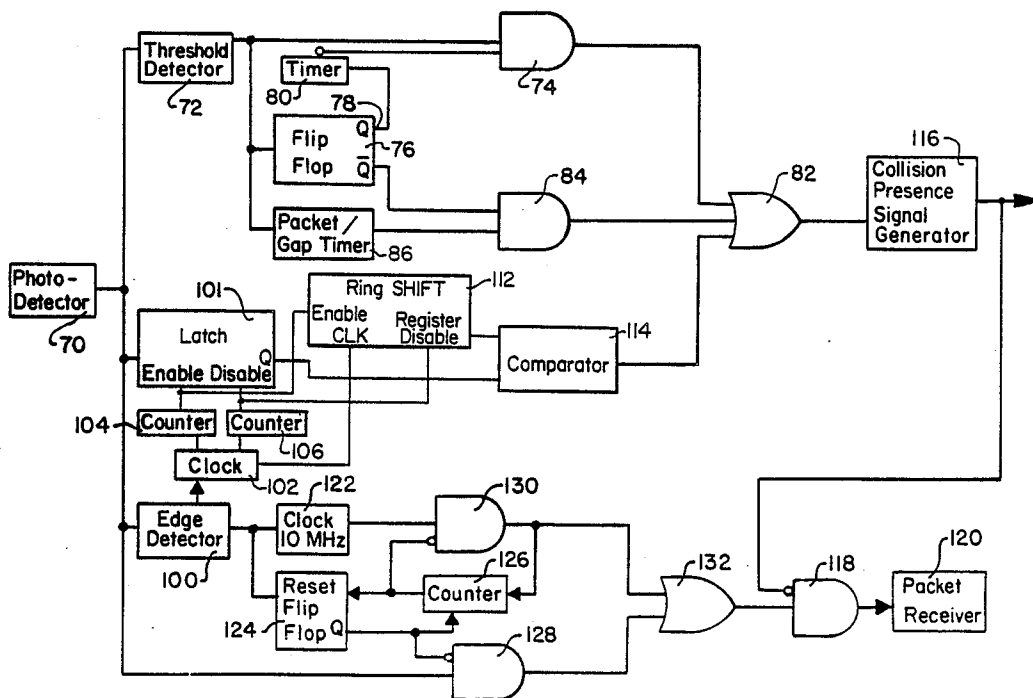 Threshold
Detector
72
Timer
80
78
Q
Flip
Flop
76
Q̅
Packet /
Gap Timer
86
74
84
82
116
Collision
Presence
Signal
Generator
Photo-
Detector
70
101
Latch
Q
Enable Disable
Ring SHIFT
112
Enable
CLK
Register
Disable
Comparator
114
104
Counter
Counter
106
Clock
102
Edge
Detector
100
122
Clock
10 MHz
130
126
Counter
Reset
Flip
Flop
Q
124
128
132
118
120
Packet
Receiver